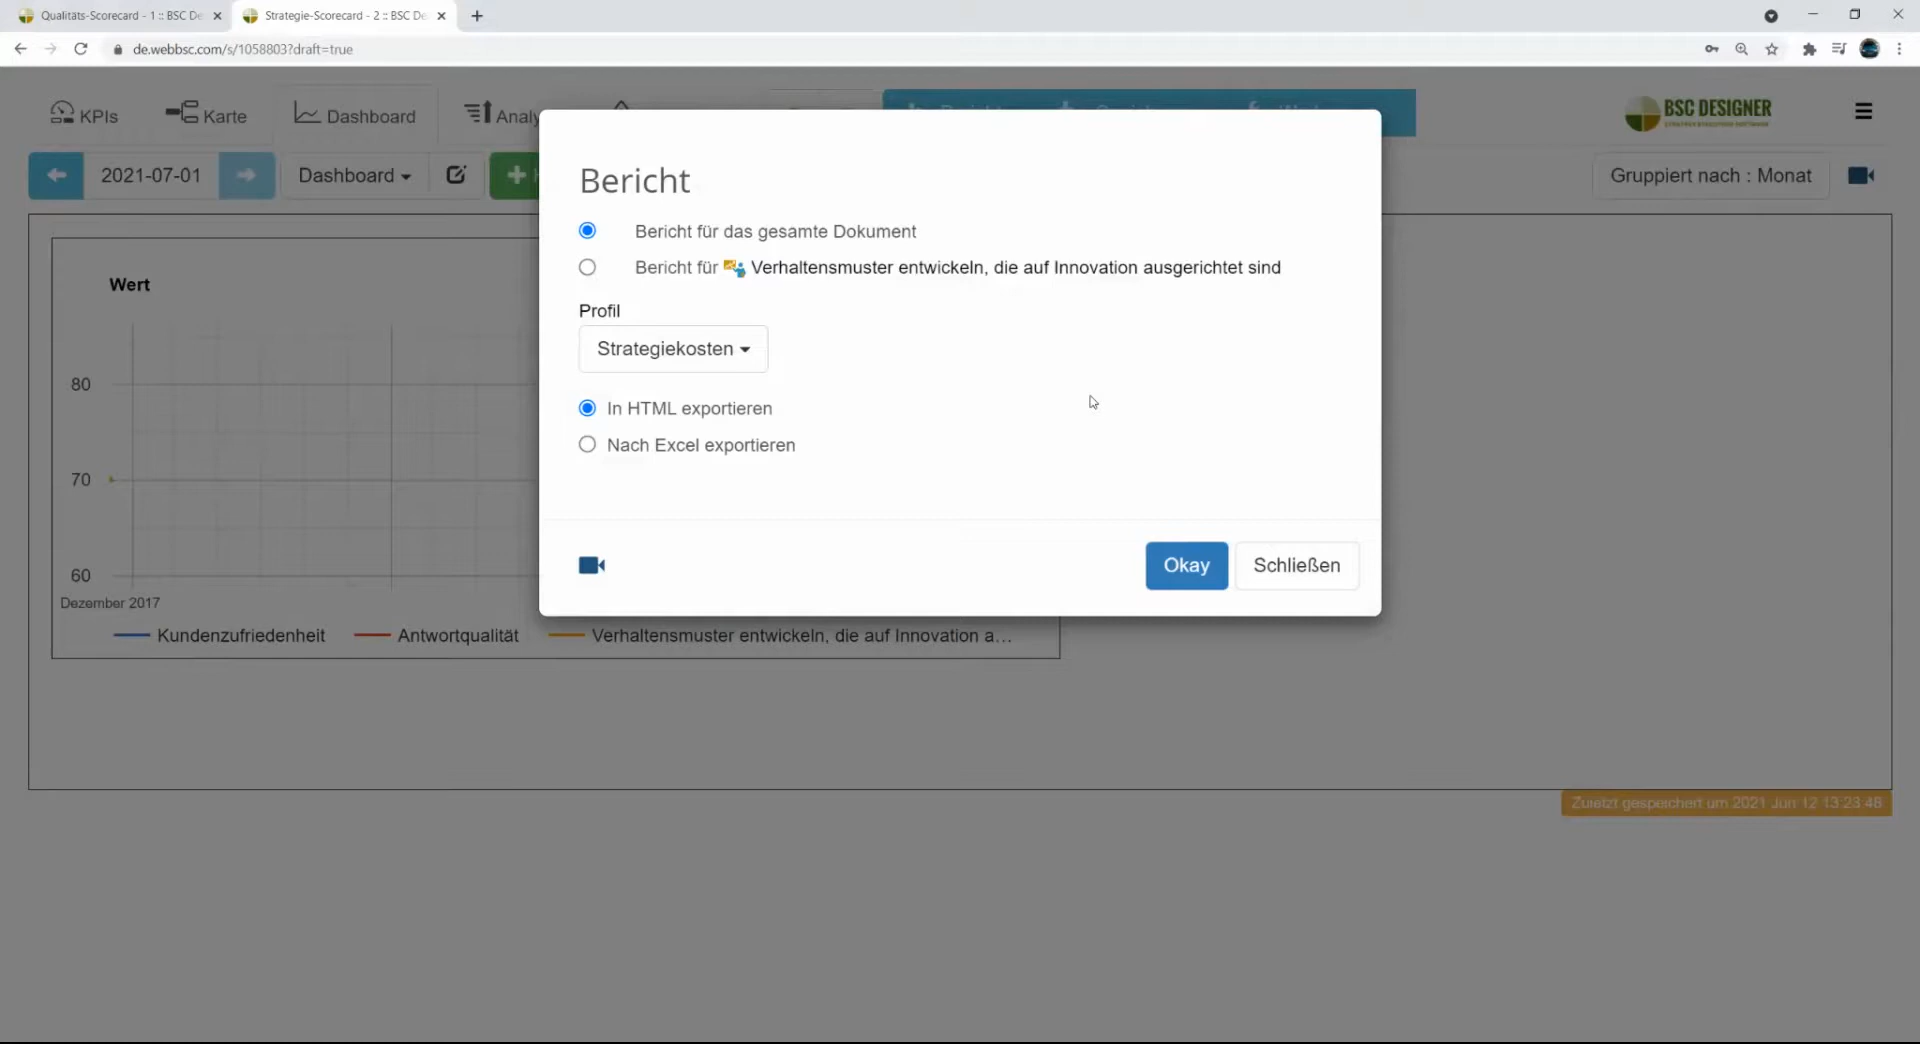 Qualitäts-Scorecard - 1 :: BSC De
Strategie-Scorecard - 2 :: BSC De
de.webbsc.com/s/1058803?draft=true
KPIs
Karte
Dashboard
Analy
BSC DESIGNER
2021-07-01
Dashboard
Gruppiert nach : Monat
Bericht
Bericht für das gesamte Dokument
Bericht für Verhaltensmuster entwickeln, die auf Innovation ausgerichtet sind
Profil
Strategiekosten
In HTML exportieren
Nach Excel exportieren
Okay
Schließen
Wert
80
70
60
Dezember 2017
Kundenzufriedenheit
Antwortqualität
Verhaltensmuster entwickeln, die auf Innovation a...
Zuletzt gespeichert um 2021 Jun 12 13:23:48